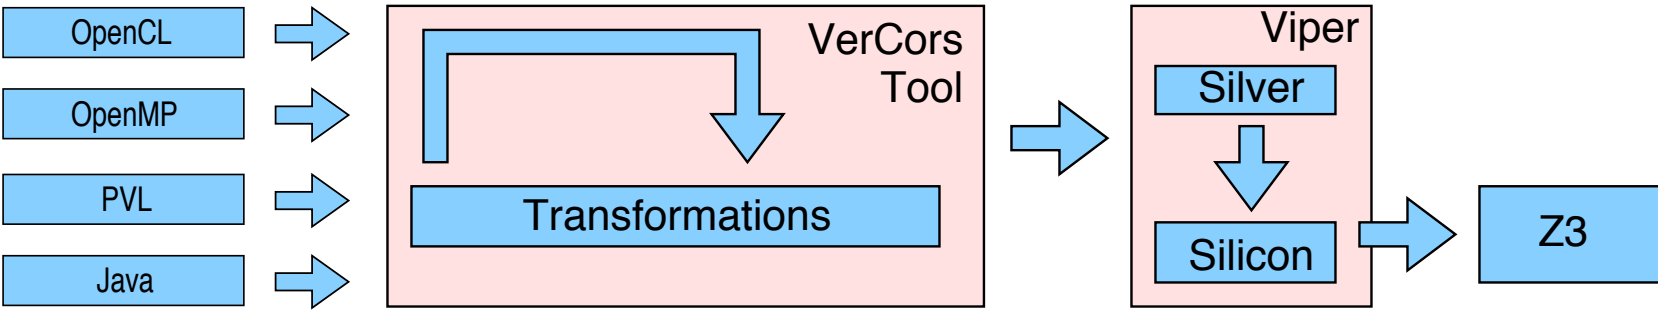 OpenCL
OpenMP
PVL
Java
VerCors
Tool
Transformations
Viper
Silver
Silicon
Z3